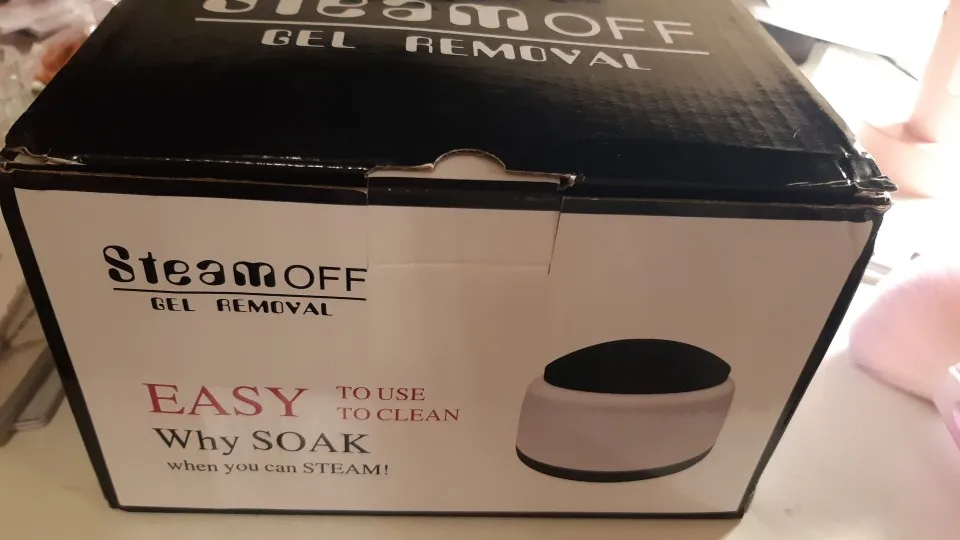 SteamOFF
GEL REMOVAL
SteamOFF
GEL REMOVAL
EASY TO USE
TO CLEAN
Why SOAK
when you can STEAM!